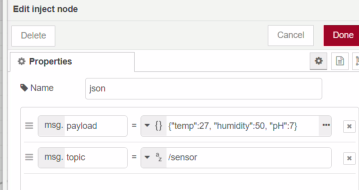 Edit inject node
Delete Cancel Done
Properties
Name json
msg. payload = {} {"temp":27, "humidity":50, "pH":7} •••
msg. topic = az /sensor